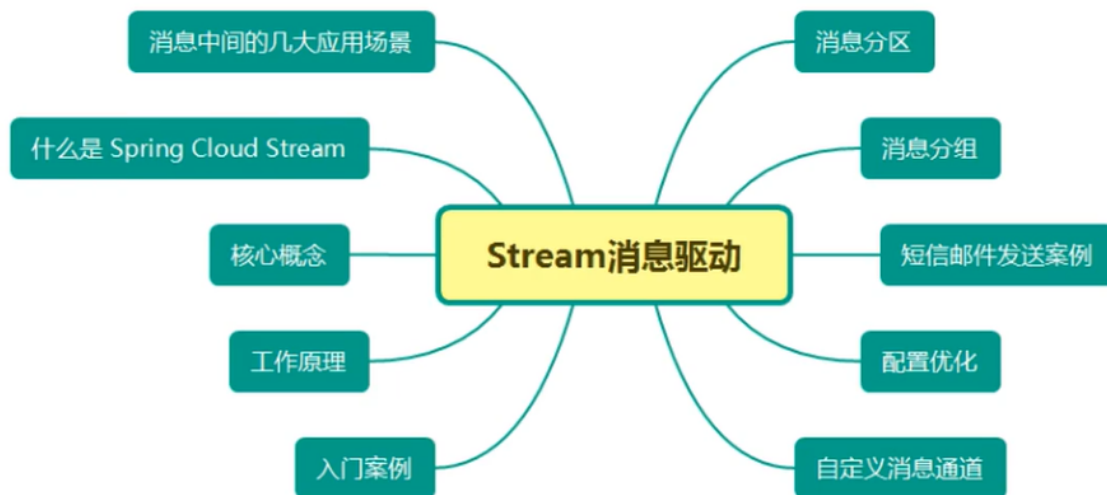 消息中间的几大应用场景
什么是 Spring Cloud Stream
核心概念
工作原理
入门案例
Stream消息驱动
消息分区
消息分组
短信邮件发送案例
配置优化
自定义消息通道